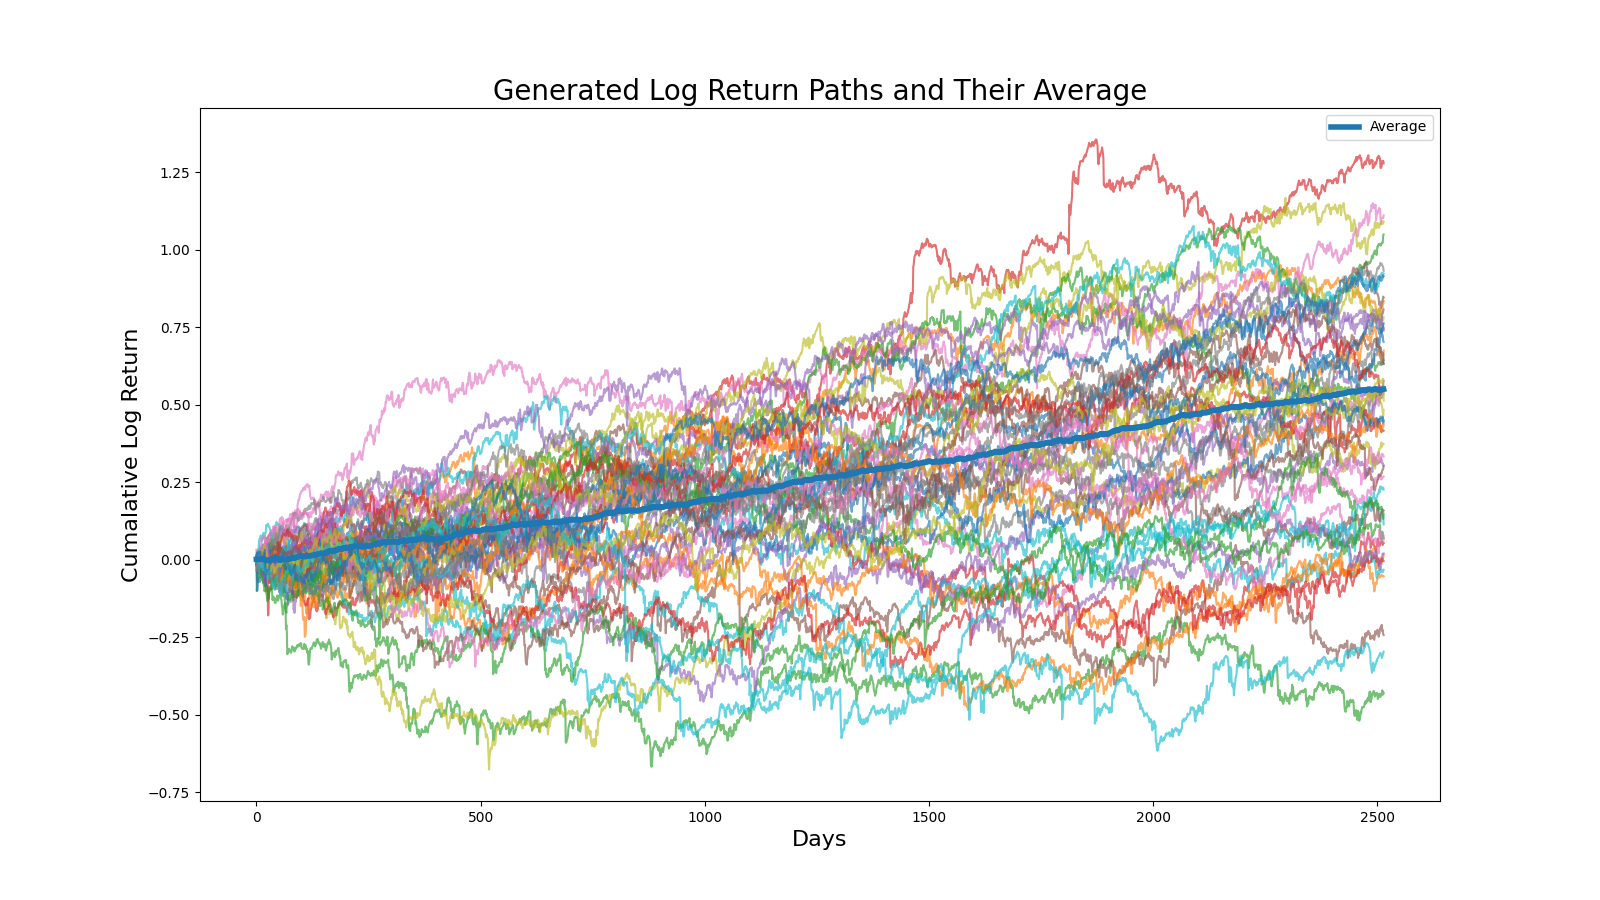 Generated Log Return Paths and Their Average
Average
Cumalative Log Return
1.25
1.00
0.75
0.50
0.25
0.00
−0.25
−0.50
−0.75
0 500 1000 1500 2000 2500
Days